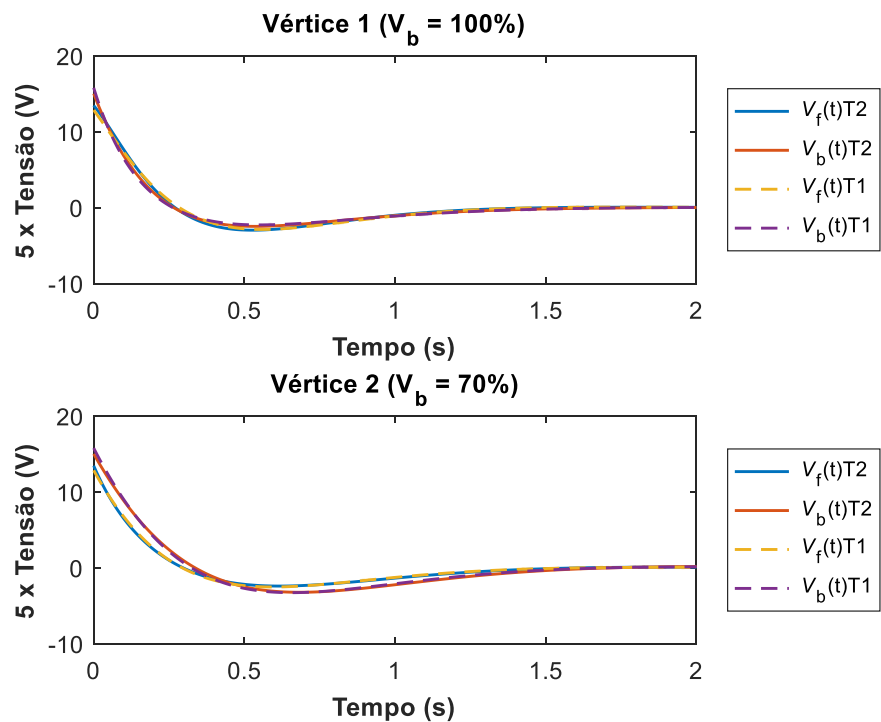 Vértice 1 (V_b = 100%)
20
10
0
-10
5 x Tensão (V)
0
0.5
1
1.5
2
Tempo (s)
V_f(t)T2
V_b(t)T2
V_f(t)T1
V_b(t)T1
Vértice 2 (V_b = 70%)
20
10
0
-10
5 x Tensão (V)
0
0.5
1
1.5
2
Tempo (s)
V_f(t)T2
V_b(t)T2
V_f(t)T1
V_b(t)T1